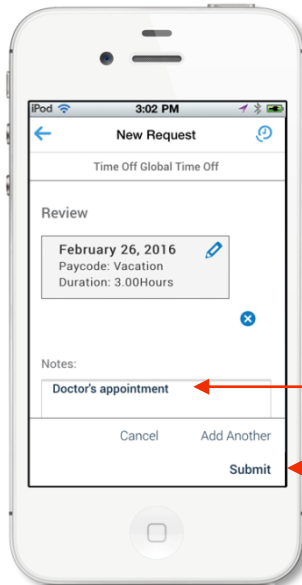 iPod 3:02 PM
New Request
Time Off Global Time Off
Review
February 26, 2016
Paycode: Vacation
Duration: 3.00Hours
Notes:
Doctor's appointment
Cancel Add Another
Submit